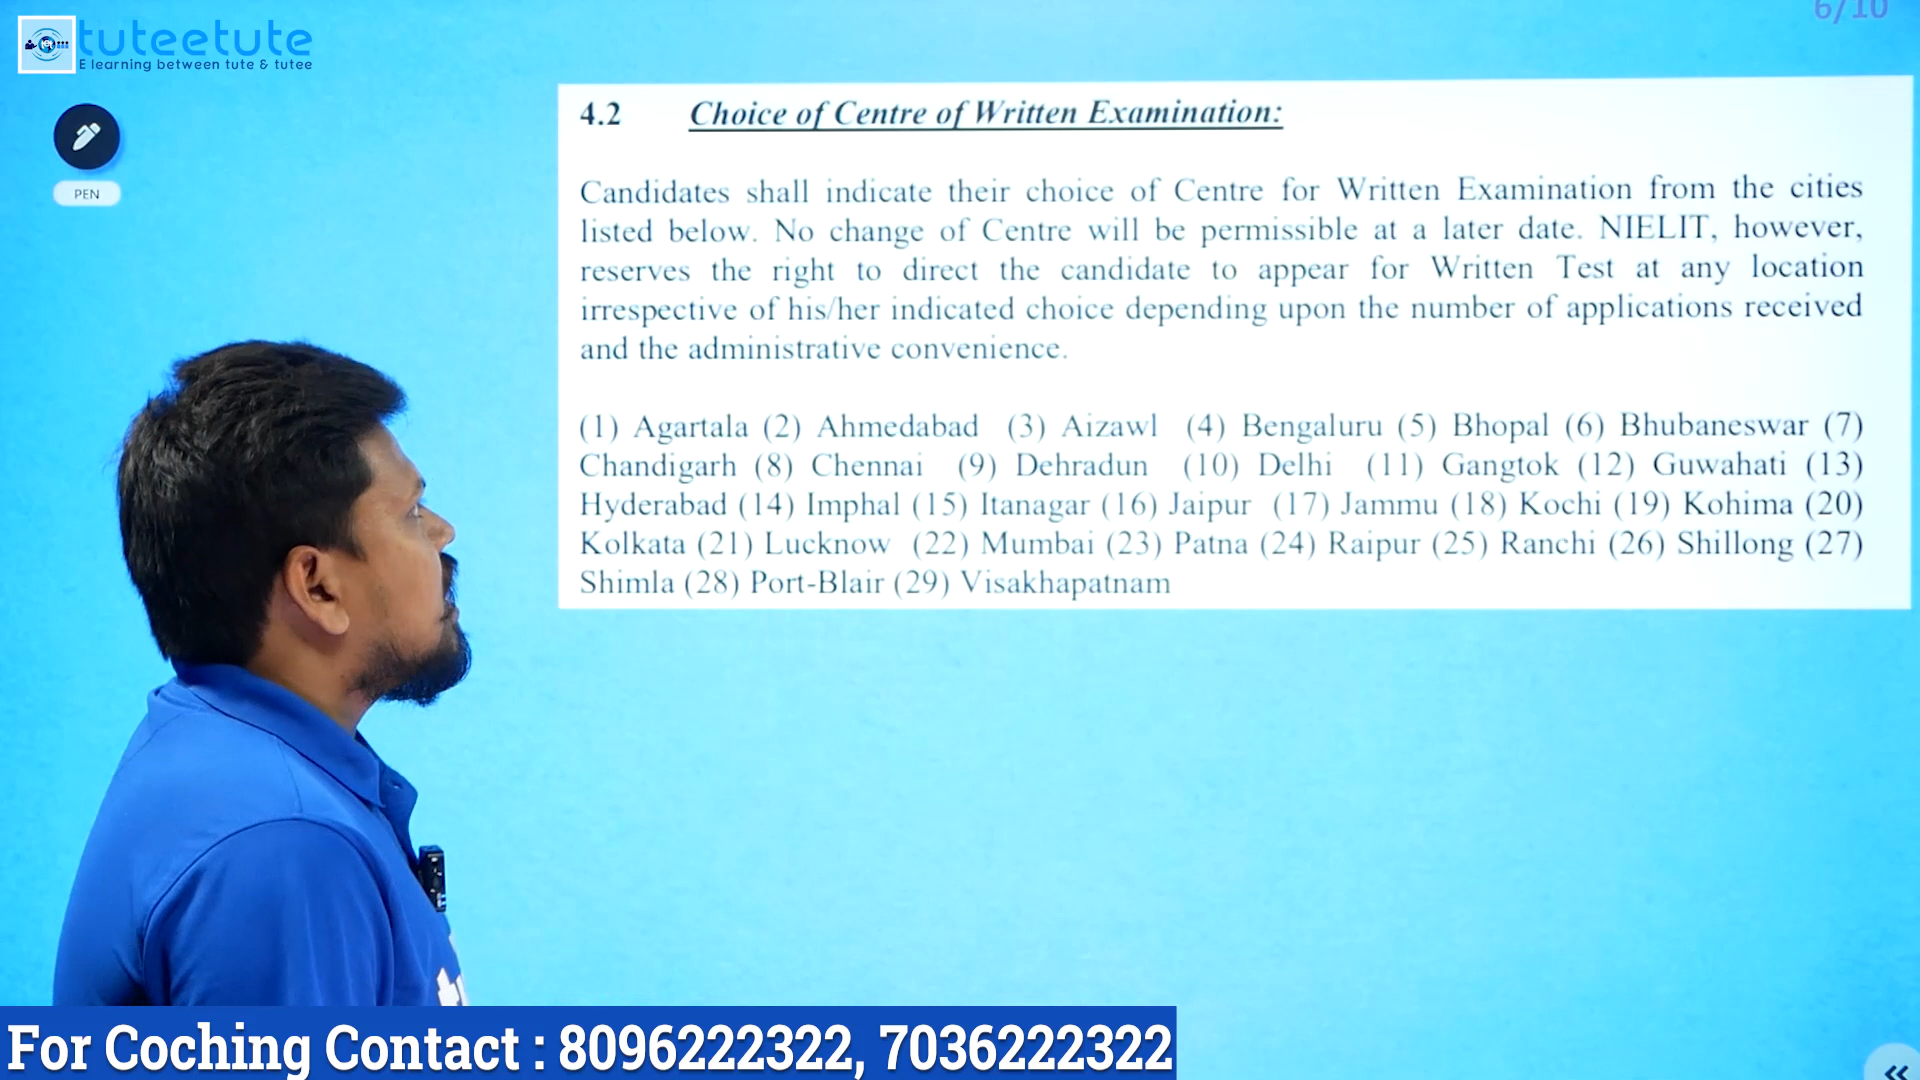 6/10
tuteetute
E learning between tute & tutee
PEN
4.2 Choice of Centre of Written Examination:
Candidates shall indicate their choice of Centre for Written Examination from the cities
listed below. No change of Centre will be permissible at a later date. NIELIT, however,
reserves the right to direct the candidate to appear for Written Test at any location
irrespective of his/her indicated choice depending upon the number of applications received
and the administrative convenience.
(1) Agartala (2) Ahmedabad (3) Aizawl (4) Bengaluru (5) Bhopal (6) Bhubaneswar (7)
Chandigarh (8) Chennai (9) Dehradun (10) Delhi (11) Gangtok (12) Guwahati (13)
Hyderabad (14) Imphal (15) Itanagar (16) Jaipur (17) Jammu (18) Kochi (19) Kohima (20)
Kolkata (21) Lucknow (22) Mumbai (23) Patna (24) Raipur (25) Ranchi (26) Shillong (27)
Shimla (28) Port-Blair (29) Visakhapatnam
For Coching Contact : 8096222322, 7036222322